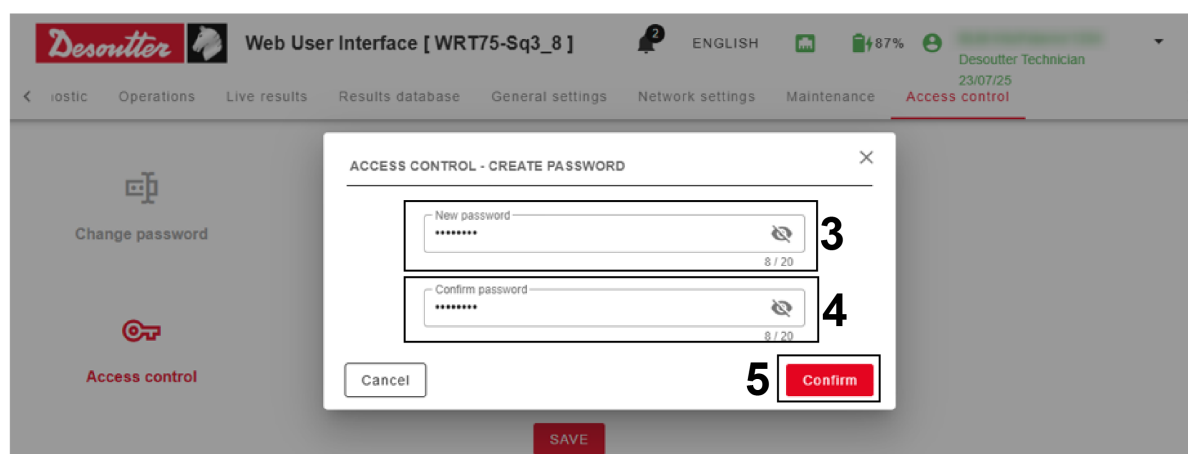 Desoutter Web User Interface [ WRT75-Sq3_8 ] 2 ENGLISH 87%
Desoutter Technician
23/07/25
nostic Operations Live results Results database General settings Network settings Maintenance Access control
ACCESS CONTROL - CREATE PASSWORD
New password
••••••••
3
8 / 20
Change password
Confirm password
••••••••
4
8 / 20
Access control
Cancel
5 Confirm
SAVE